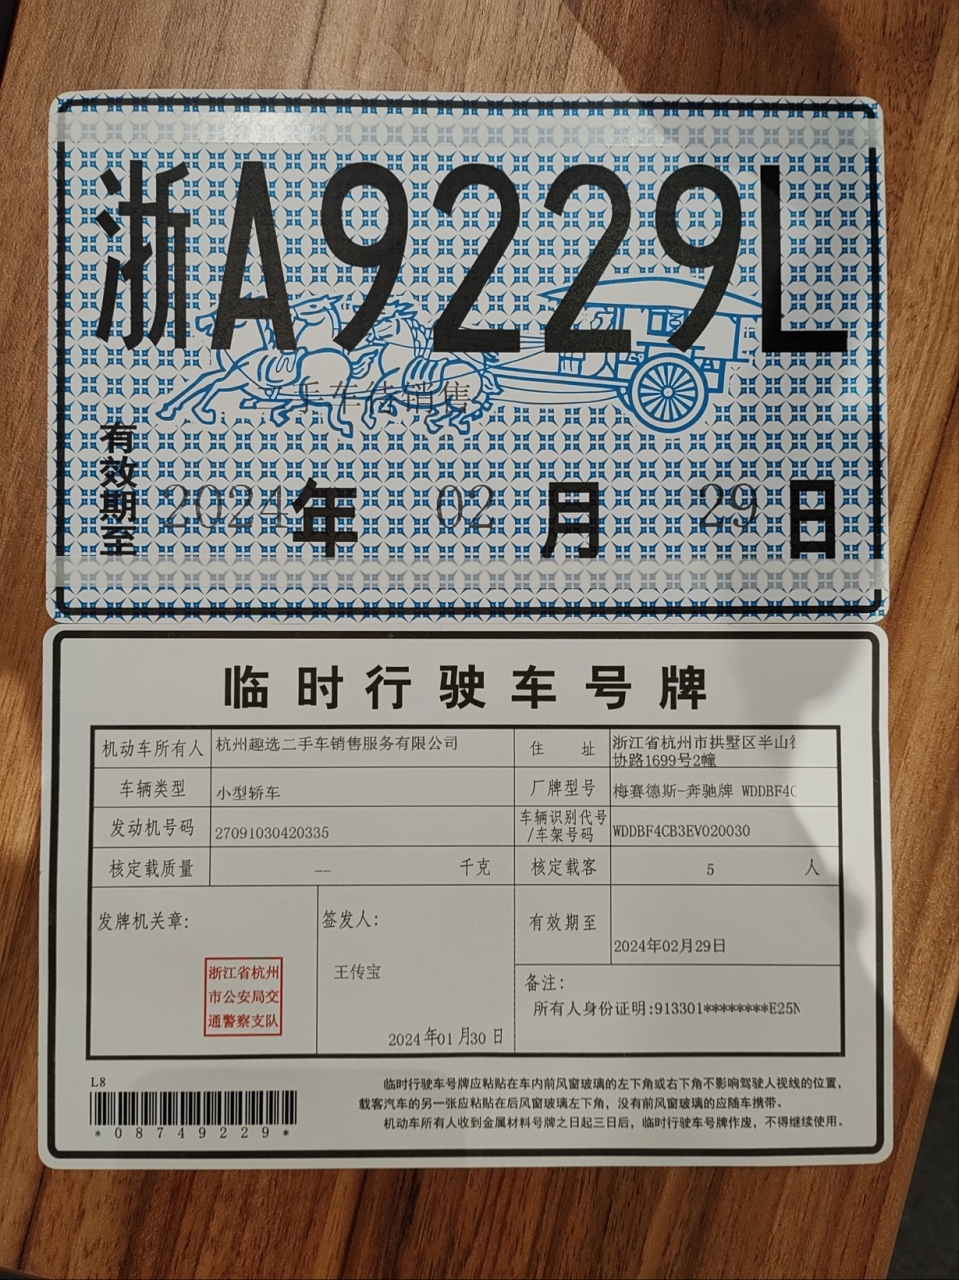 浙A9229L
二手车待销售
有效期至 2024年 02月 29日
临时行驶车号牌
机动车所有人 杭州趣选二手车销售服务有限公司 住 址 浙江省杭州市拱墅区半山街
协路1699号2幢
车辆类型 小型轿车 厂牌型号 梅赛德斯-奔驰牌 WDDBF4C
发动机号码 27091030420335 车辆识别代号
/车架号码 WDDBF4CB3EV020030
核定载质量 —— 千克 核定载客 5 人
发牌机关章: 签发人: 有效期至
浙江省杭州
市公安局交
通警察支队
王传宝
2024年01月30日
2024年02月29日
备注:
所有人身份证明:913301********E25N
L8
*08749229*
临时行驶车号牌应粘贴在车内前风窗玻璃的左下角或右下角不影响驾驶人视线的位置,
载客汽车的另一张应粘贴在后风窗玻璃左下角,没有前风窗玻璃的应随车携带。
机动车所有人收到金属材料号牌之日起三日后,临时行驶车号牌作废,不得继续使用。